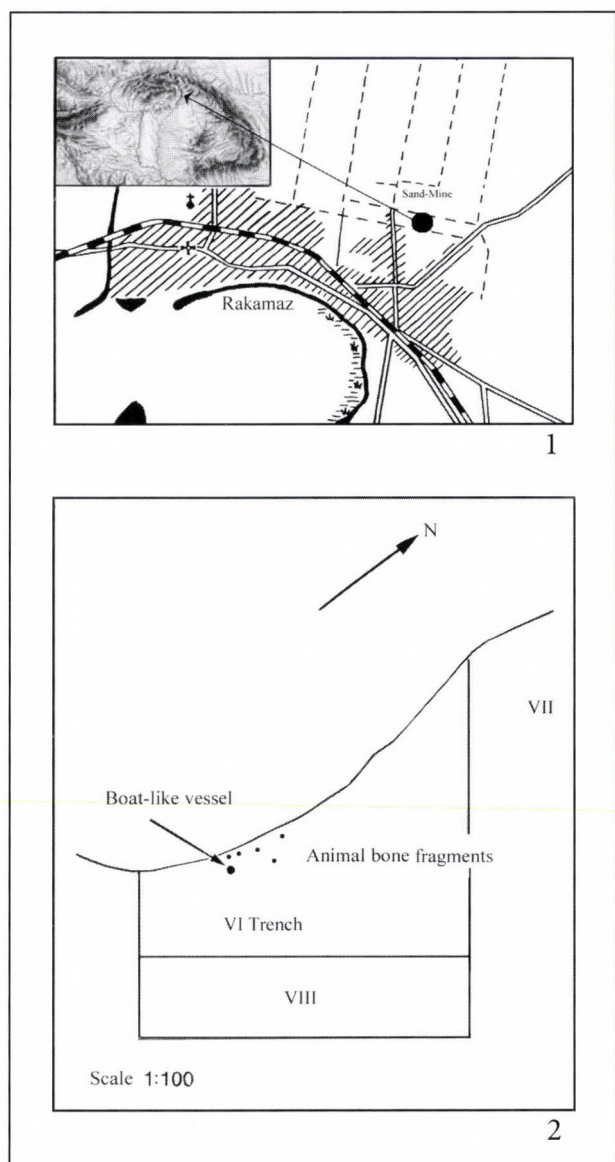 Sand-Mine
Rakamaz
1
N
VII
Boat-like vessel
Animal bone fragments
VI Trench
VIII
Scale 1:100
2